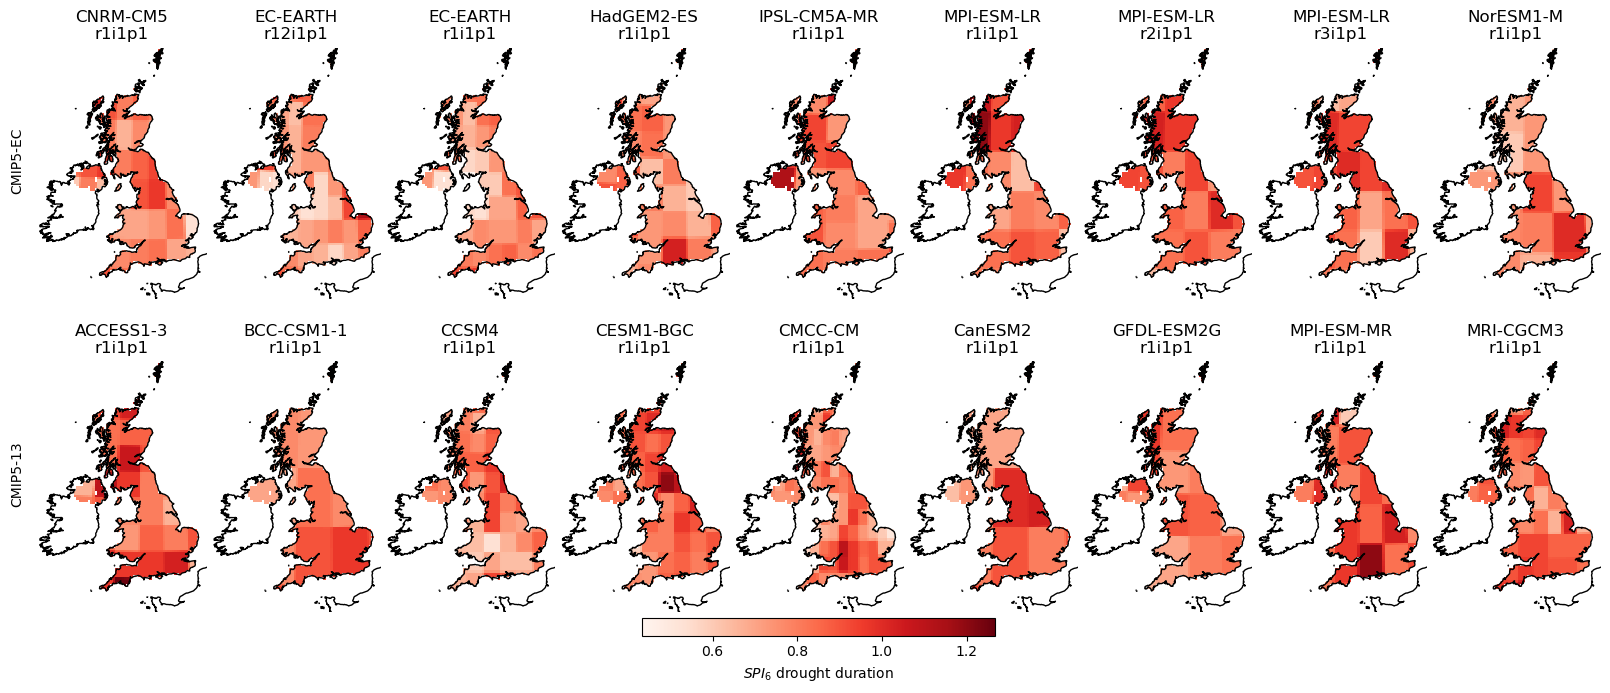 CNRM-CM5 EC-EARTH EC-EARTH HadGEM2-ES IPSL-CM5A-MR MPI-ESM-LR MPI-ESM-LR MPI-ESM-LR NorESM1-M
r1i1p1 r12i1p1 r1i1p1 r1i1p1 r1i1p1 r1i1p1 r2i1p1 r3i1p1 r1i1p1
CMIP5-EC
ACCESS1-3 BCC-CSM1-1 CCSM4 CESM1-BGC CMCC-CM CanESM2 GFDL-ESM2G MPI-ESM-MR MRI-CGCM3
r1i1p1 r1i1p1 r1i1p1 r1i1p1 r1i1p1 r1i1p1 r1i1p1 r1i1p1 r1i1p1
CMIP5-13
0.6 0.8 1.0 1.2
SPI6 drought duration